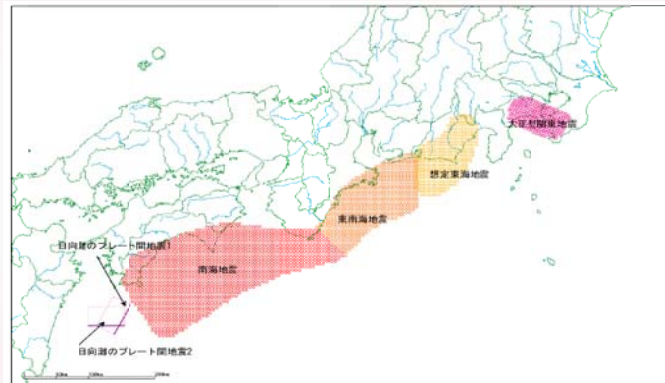 大正型関東地震
想定東海地震
東南海地震
日向灘のプレート間地震1
南海地震
日向灘のプレート間地震2